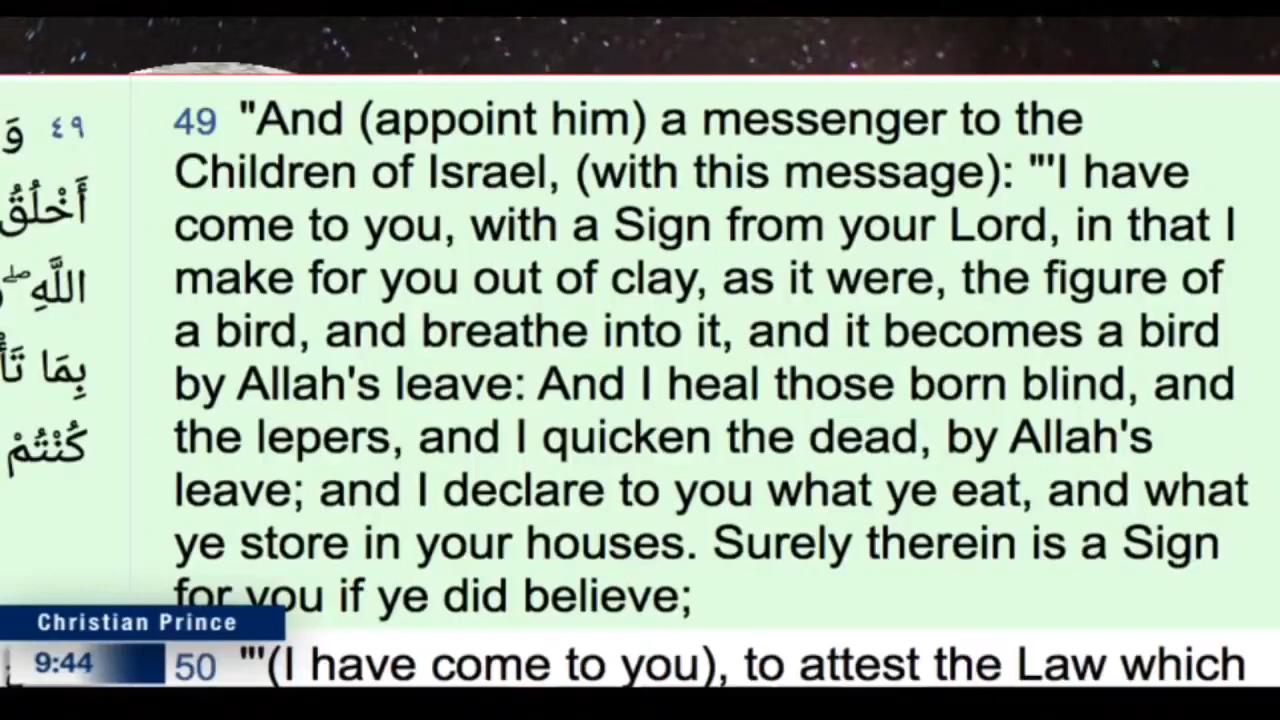 49 "And (appoint him) a messenger to the
Children of Israel, (with this message): "'I have
come to you, with a Sign from your Lord, in that I
make for you out of clay, as it were, the figure of
a bird, and breathe into it, and it becomes a bird
by Allah's leave: And I heal those born blind, and
the lepers, and I quicken the dead, by Allah's
leave; and I declare to you what ye eat, and what
ye store in your houses. Surely therein is a Sign
for you if ye did believe;
50 "'(I have come to you), to attest the Law which
٤٩ وَ
أَخْلُقُ
اللَّهِ ۖ
بِمَا
كُنْتُمْ
Christian Prince
9:44